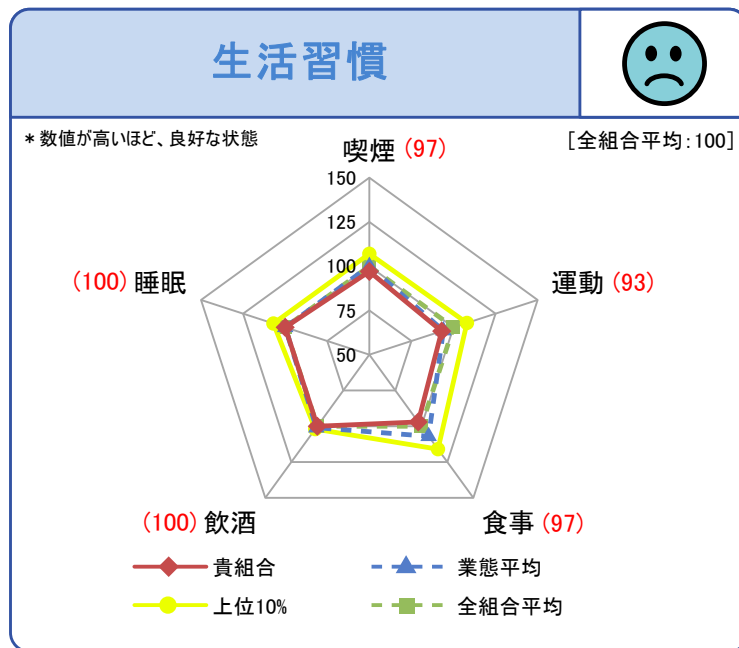 生活習慣
* 数値が高いほど、良好な状態
[全組合平均:100]
喫煙 (97)
150
125
100
75
50
(100) 睡眠
運動 (93)
(100) 飲酒
食事 (97)
貴組合
業態平均
上位10%
全組合平均